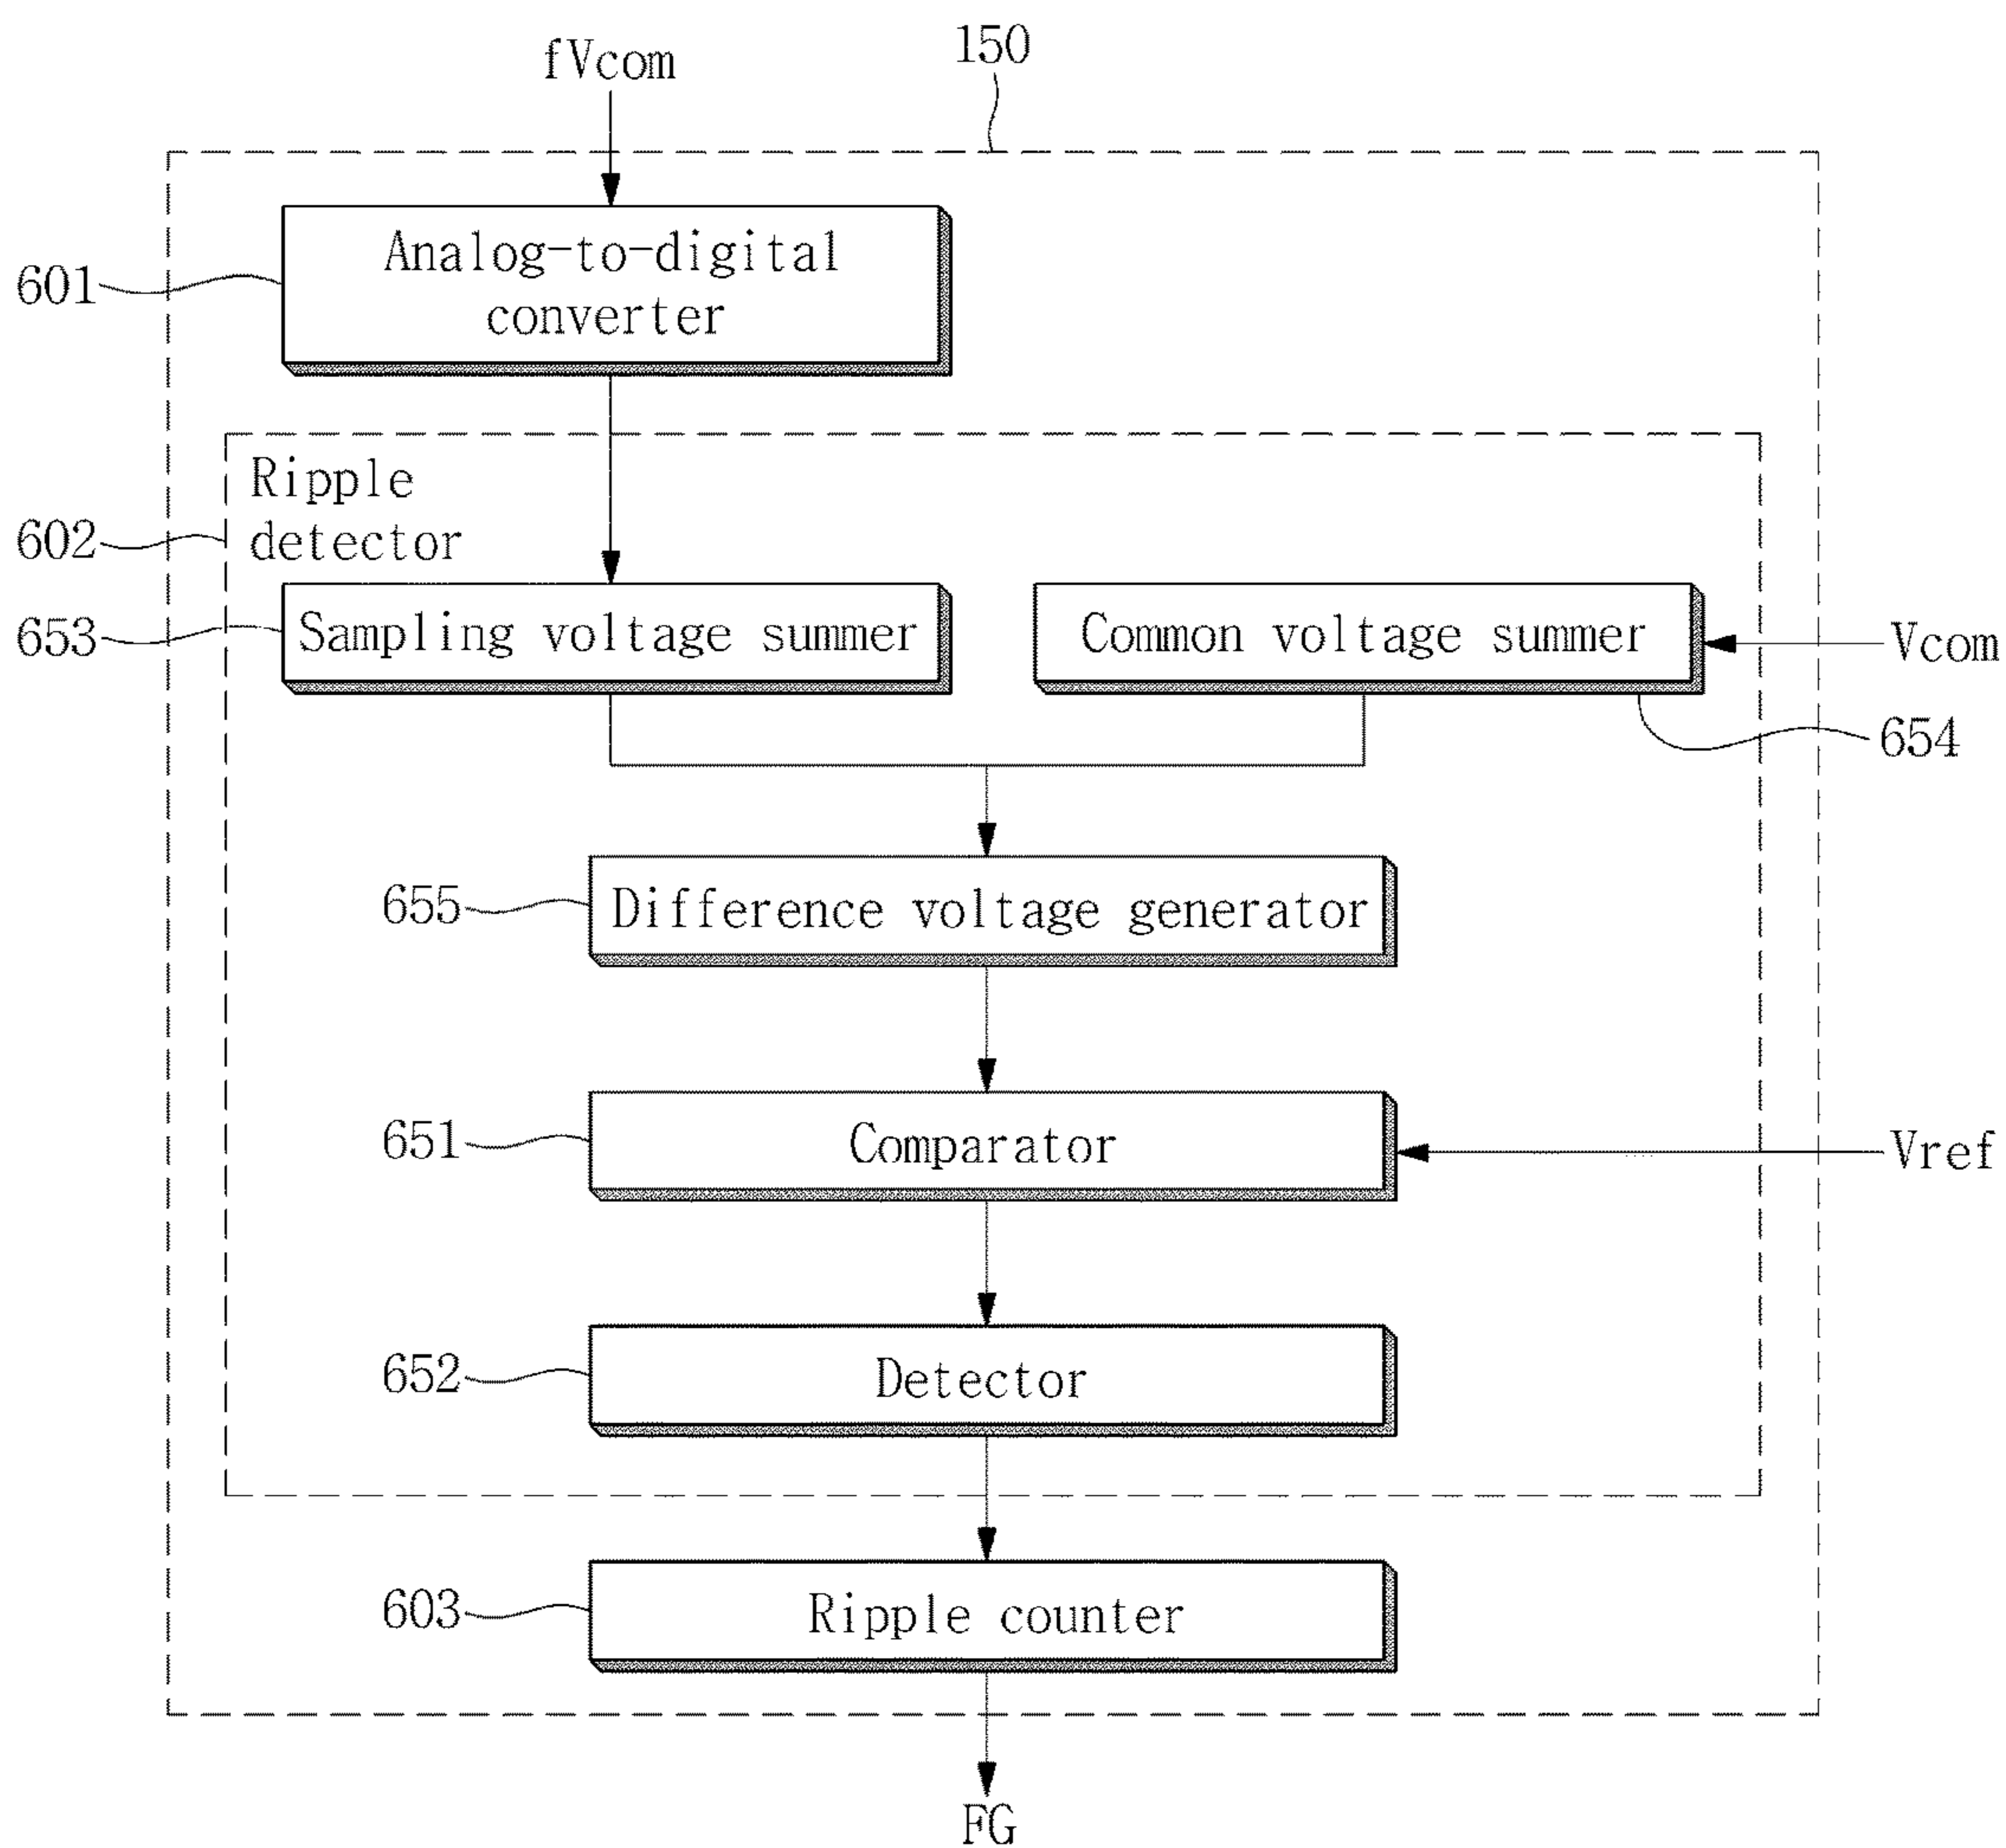 fVcom
150
Analog-to-digital
converter
601
Ripple
detector
602
Sampling voltage summer
653
Common voltage summer
Vcom
654
655
Difference voltage generator
651
Comparator
Vref
652
Detector
603
Ripple counter
FG